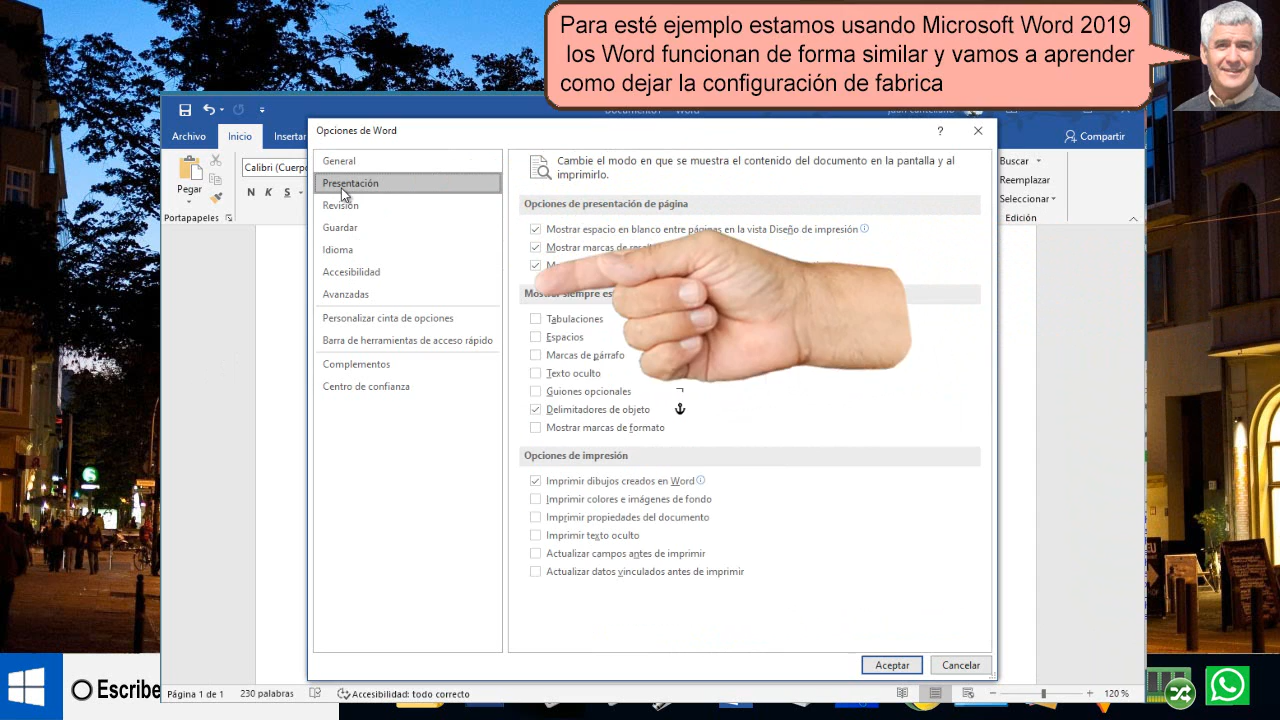 Para esté ejemplo estamos usando Microsoft Word 2019
los Word funcionan de forma similar y vamos a aprender
como dejar la configuración de fabrica
Archivo
Inicio
Insertar
Compartir
Pegar
Calibri (Cuerpo
N K S
Portapapeles
Buscar
Reemplazar
Seleccionar
Edición
Opciones de Word
?
General
Presentación
Revisión
Guardar
Idioma
Accesibilidad
Avanzadas
Personalizar cinta de opciones
Barra de herramientas de acceso rápido
Complementos
Centro de confianza
Cambie el modo en que se muestra el contenido del documento en la pantalla y al
imprimirlo.
Opciones de presentación de página
Mostrar espacio en blanco entre páginas en la vista Diseño de impresión
Mostrar marcas de
Mostrar siempre
Tabulaciones
Espacios
Marcas de párrafo
Texto oculto
Guiones opcionales
Delimitadores de objeto
Mostrar marcas de formato
Opciones de impresión
Imprimir dibujos creados en Word
Imprimir colores e imágenes de fondo
Imprimir propiedades del documento
Imprimir texto oculto
Actualizar campos antes de imprimir
Actualizar datos vinculados antes de imprimir
Aceptar
Cancelar
Escribe
Página 1 de 1
230 palabras
Accesibilidad: todo correcto
120 %